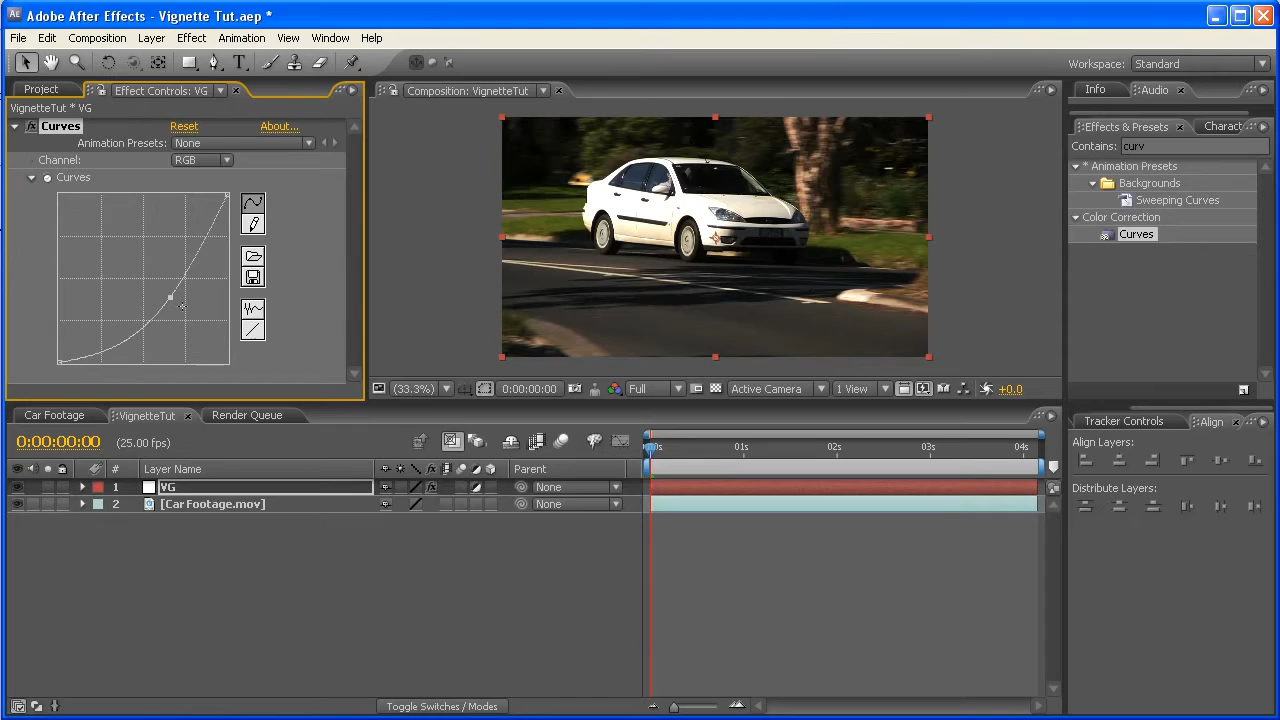 Adobe After Effects - Vignette Tut.aep *
File Edit Composition Layer Effect Animation View Window Help
Workspace: Standard
Project Effect Controls: VG Composition: VignetteTut Info Audio
VignetteTut * VG
Curves Reset About...
Animation Presets: None
Channel: RGB
Curves
Effects & Presets Charact
Contains: curv
* Animation Presets
Backgrounds
Sweeping Curves
Color Correction
Curves
(33.3%) 0:00:00:00 Full Active Camera 1 View +0.0
Car Footage VignetteTut Render Queue
0:00:00:00 (25.00 fps)
01s 02s 03s 04s
# Layer Name Parent
1 VG None
2 [CarFootage.mov] None
Toggle Switches / Modes
Tracker Controls Align
Align Layers:
Distribute Layers: